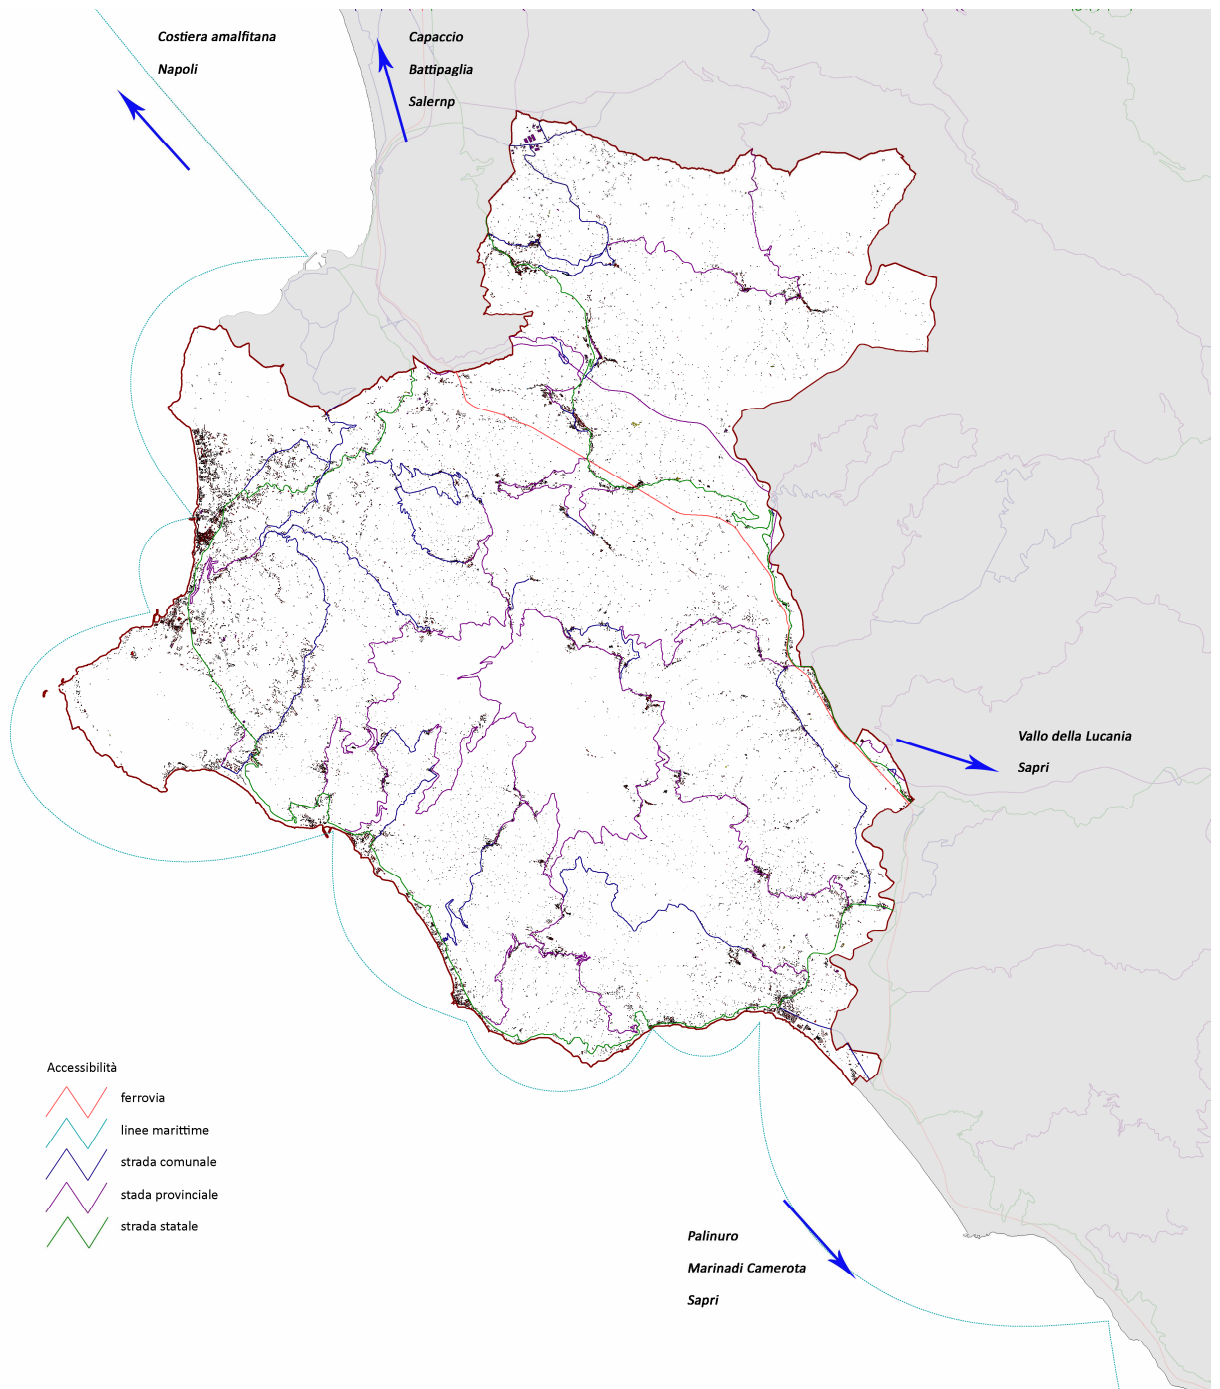 Costiera amalfitana
Napoli
Capaccio
Battipaglia
Salernp
Vallo della Lucania
Sapri
Accessibilità
ferrovia
linee marittime
strada comunale
stada provinciale
strada statale
Palinuro
Marinadi Camerota
Sapri